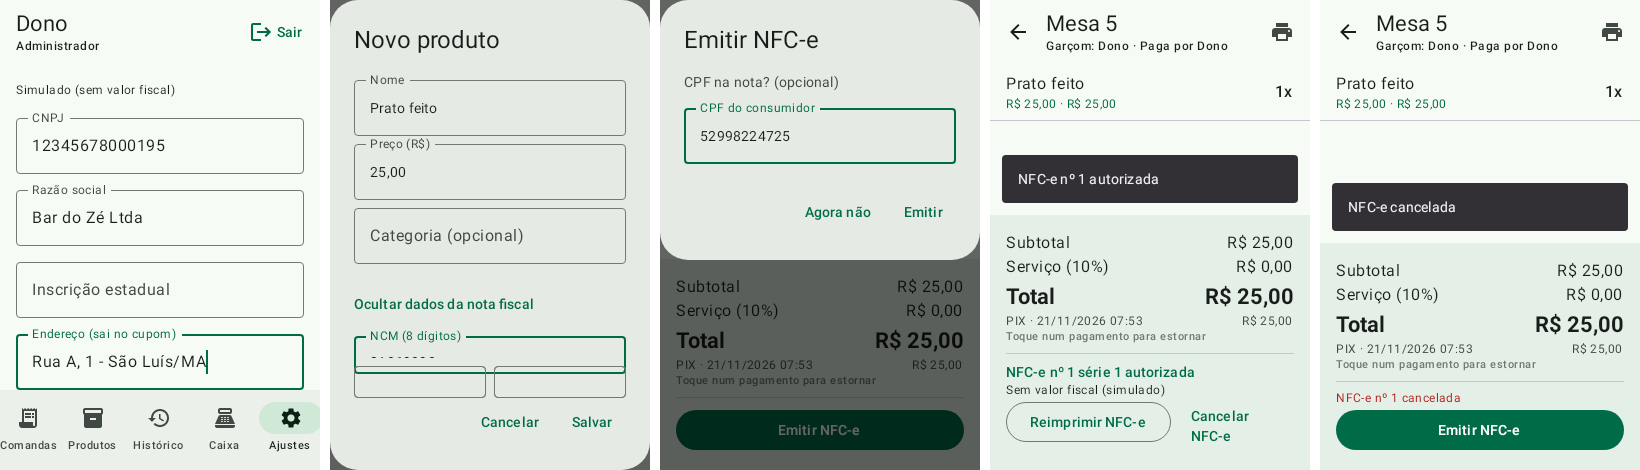 Dono
Administrador
Sair
Simulado (sem valor fiscal)
CNPJ
12345678000195
Razão social
Bar do Zé Ltda
Inscrição estadual
Endereço (sai no cupom)
Rua A, 1 - São Luís/MA
Comandas
Produtos
Histórico
Caixa
Ajustes
Novo produto
Nome
Prato feito
Preço (R$)
25,00
Categoria (opcional)
Ocultar dados da nota fiscal
NCM (8 dígitos)
Cancelar
Salvar
Emitir NFC-e
CPF na nota? (opcional)
CPF do consumidor
52998224725
Agora não
Emitir
Subtotal
R$ 25,00
Serviço (10%)
R$ 0,00
Total
R$ 25,00
PIX · 21/11/2026 07:53
R$ 25,00
Toque num pagamento para estornar
Emitir NFC-e
Mesa 5
Garçom: Dono · Paga por Dono
Prato feito
R$ 25,00 · R$ 25,00
1x
NFC-e nº 1 autorizada
Subtotal
R$ 25,00
Serviço (10%)
R$ 0,00
Total
R$ 25,00
PIX · 21/11/2026 07:53
R$ 25,00
Toque num pagamento para estornar
NFC-e nº 1 série 1 autorizada
Sem valor fiscal (simulado)
Reimprimir NFC-e
Cancelar
NFC-e
Mesa 5
Garçom: Dono · Paga por Dono
Prato feito
R$ 25,00 · R$ 25,00
1x
NFC-e cancelada
Subtotal
R$ 25,00
Serviço (10%)
R$ 0,00
Total
R$ 25,00
PIX · 21/11/2026 07:53
R$ 25,00
Toque num pagamento para estornar
NFC-e nº 1 cancelada
Emitir NFC-e